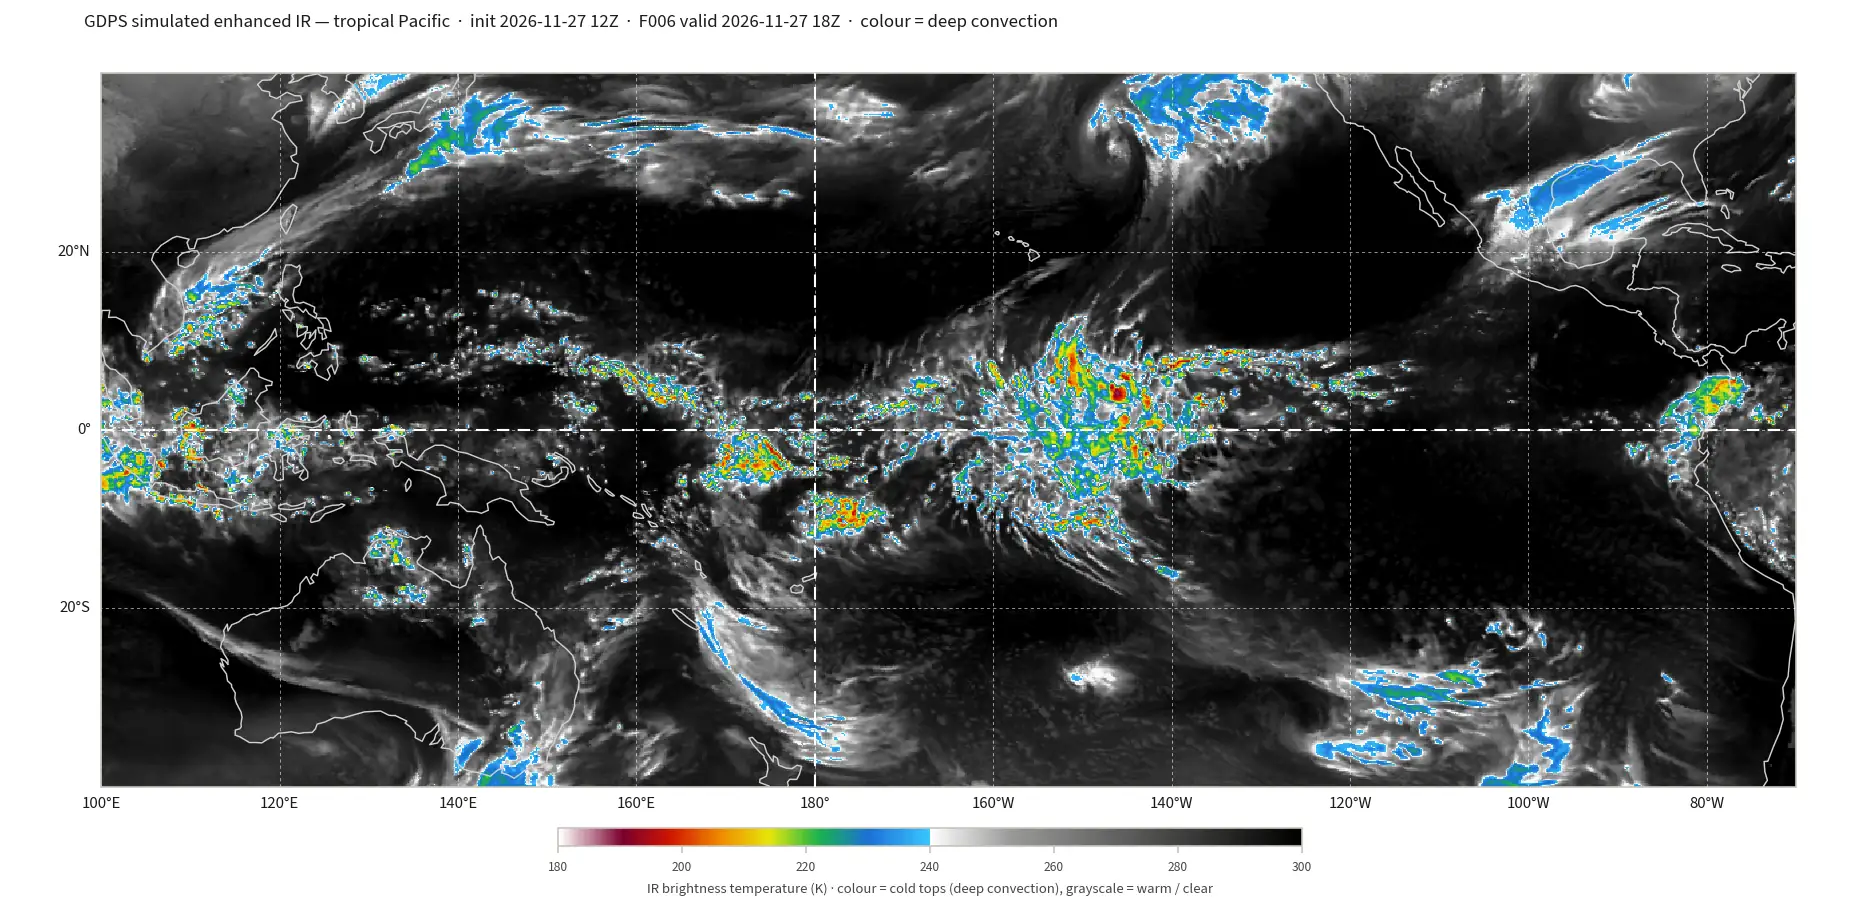 GDPS simulated enhanced IR — tropical Pacific · init 2026-11-27 12Z · F006 valid 2026-11-27 18Z · colour = deep convection
20°N
0°
20°S
100°E 120°E 140°E 160°E 180° 160°W 140°W 120°W 100°W 80°W
180 200 220 240 260 280 300
IR brightness temperature (K) · colour = cold tops (deep convection), grayscale = warm / clear